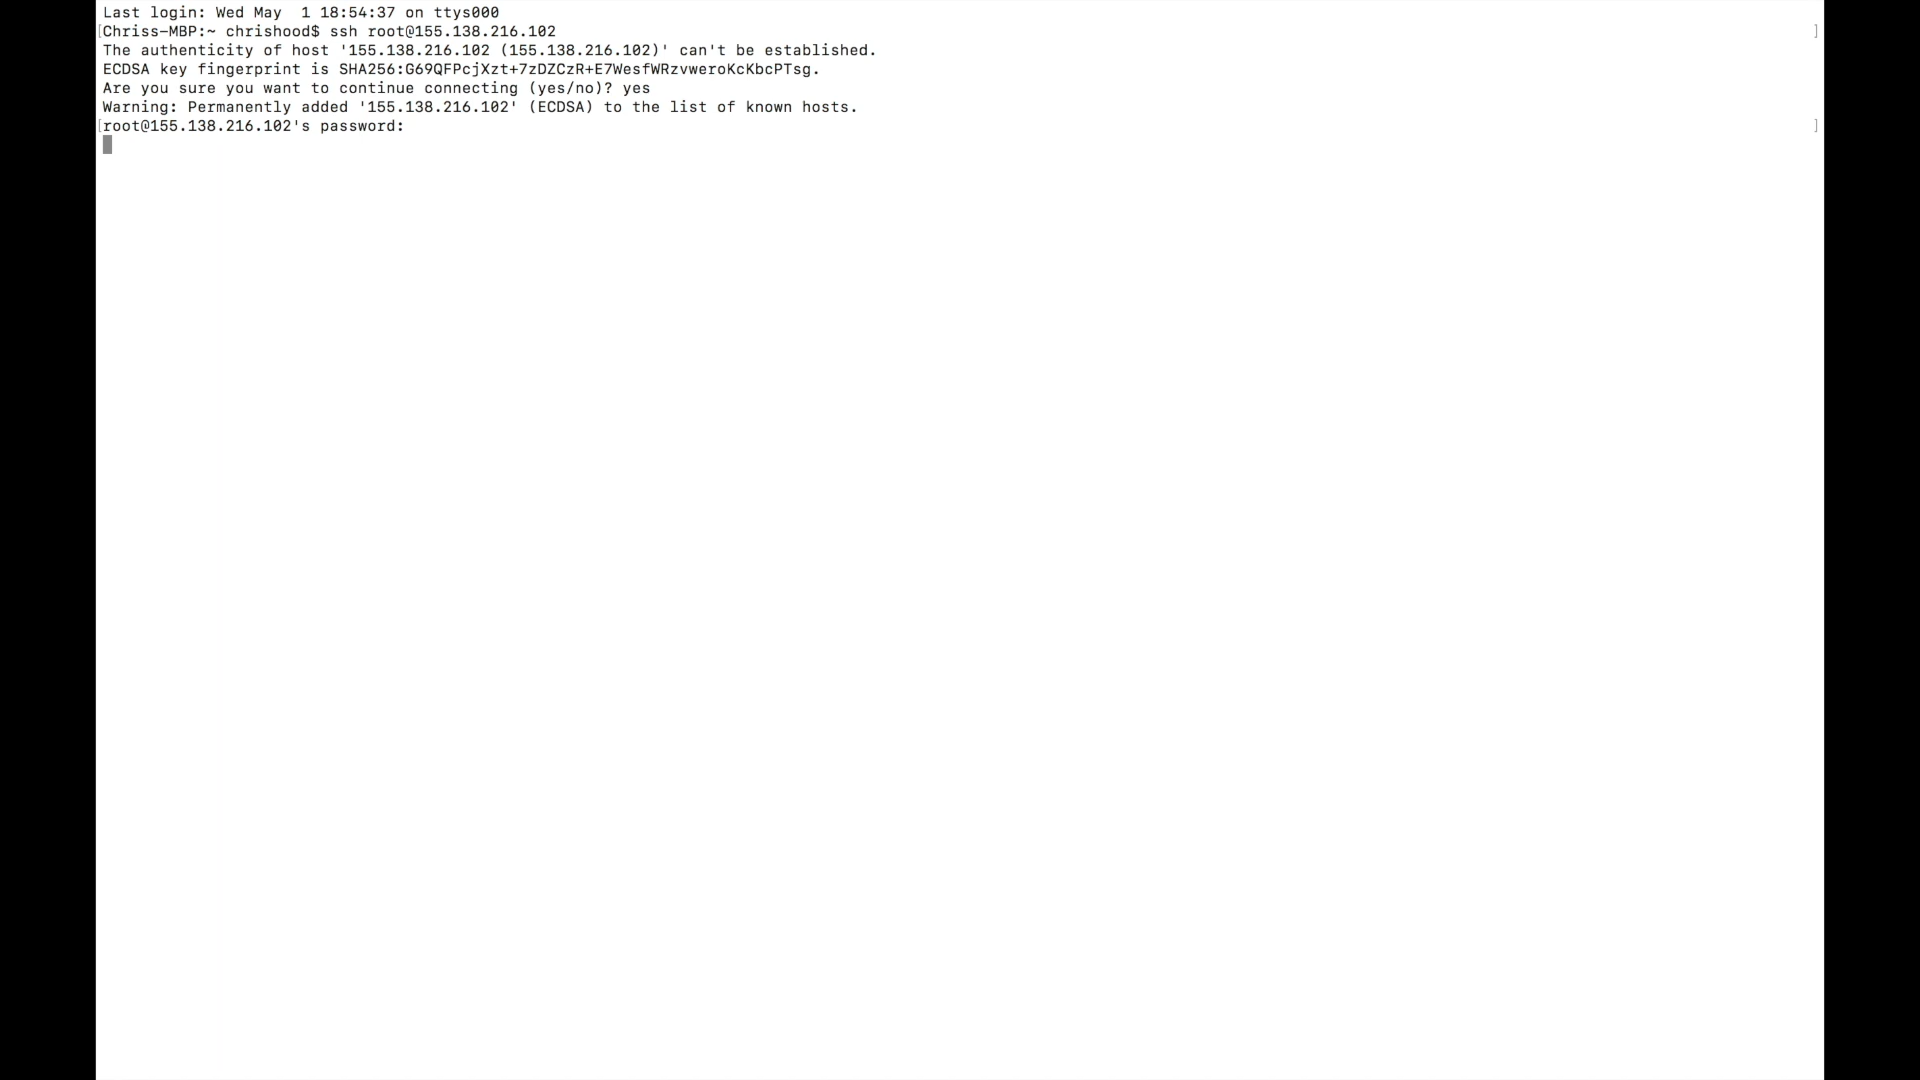 Last login: Wed May  1 18:54:37 on ttys000
[Chriss-MBP:~ chrishood$ ssh root@155.138.216.102 ]
The authenticity of host '155.138.216.102 (155.138.216.102)' can't be established.
ECDSA key fingerprint is SHA256:G69QFPcjXzt+7zDZCzR+E7WesfWRzvweroKcKbcPTsg.
Are you sure you want to continue connecting (yes/no)? yes
Warning: Permanently added '155.138.216.102' (ECDSA) to the list of known hosts.
[root@155.138.216.102's password: ]